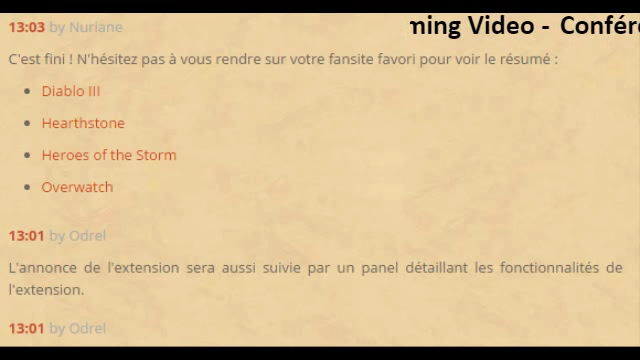 13:03 by Nuriane
ming Video - Confér
C'est fini ! N'hésitez pas à vous rendre sur votre fansite favori pour voir le résumé :
Diablo III
Hearthstone
Heroes of the Storm
Overwatch
13:01 by Odrel
L'annonce de l'extension sera aussi suivie par un panel détaillant les fonctionnalités de
l'extension.
13:01 by Odrel